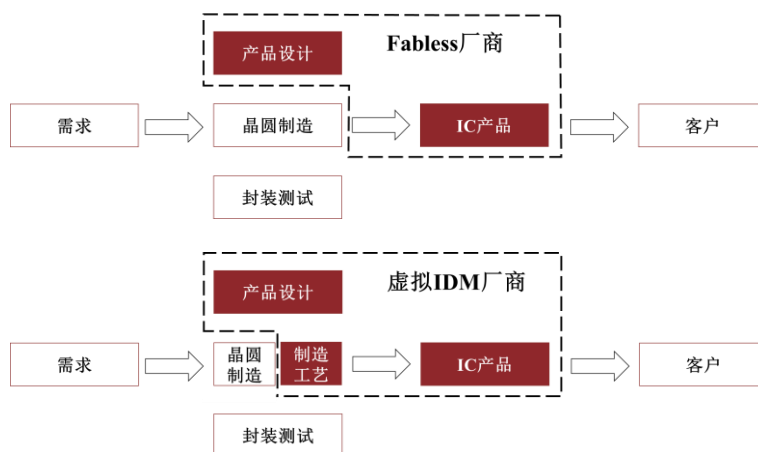 产品设计
Fabless厂商
需求
晶圆制造
IC产品
客户
封装测试
产品设计
虚拟IDM厂商
需求
晶圆
制造
制造
工艺
IC产品
客户
封装测试